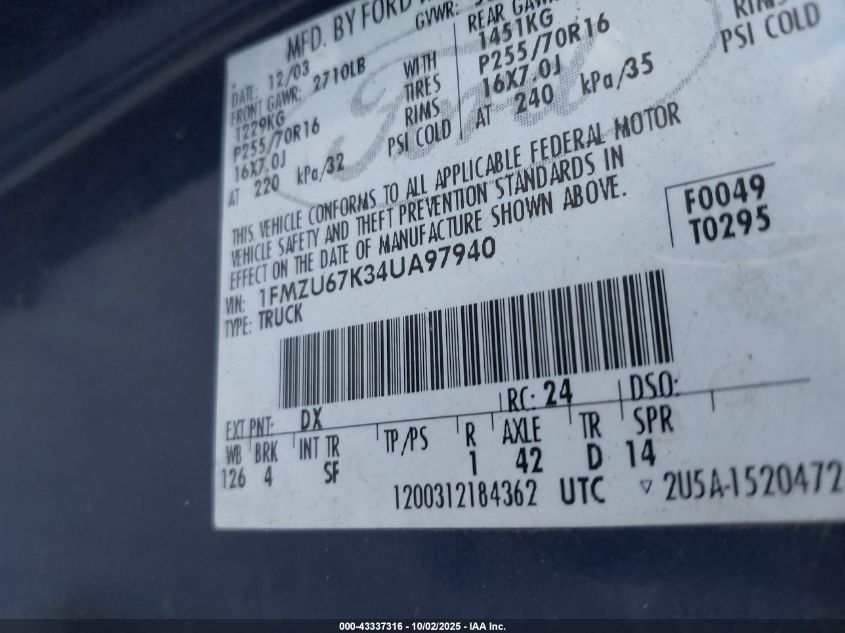 MFD. BY FORD
GVWR:
DATE: 12/03
FRONT GAWR: 2710LB
1229KG
P255/70R16
16X7.0J
AT 220 kPa/32
WITH
TIRES
RIMS
PSI COLD
REAR GAWR
1451KG
P255/70R16
16X7.0J
AT 240 kPa/35
RIMS
PSI COLD
THIS VEHICLE CONFORMS TO ALL APPLICABLE FEDERAL MOTOR
VEHICLE SAFETY AND THEFT PREVENTION STANDARDS IN
EFFECT ON THE DATE OF MANUFACTURE SHOWN ABOVE.
VIN: 1FMZU67K34UA97940
TYPE: TRUCK
F0049
T0295
EXT PNT: DX RC: 24 DSO:
WB BRK INT TR TP/PS R AXLE TR SPR
126 4 SF 1 42 D 14
1200312184362 UTC ▽ 2U5A-1520472
000-43337316 - 10/02/2025 - IAA Inc.